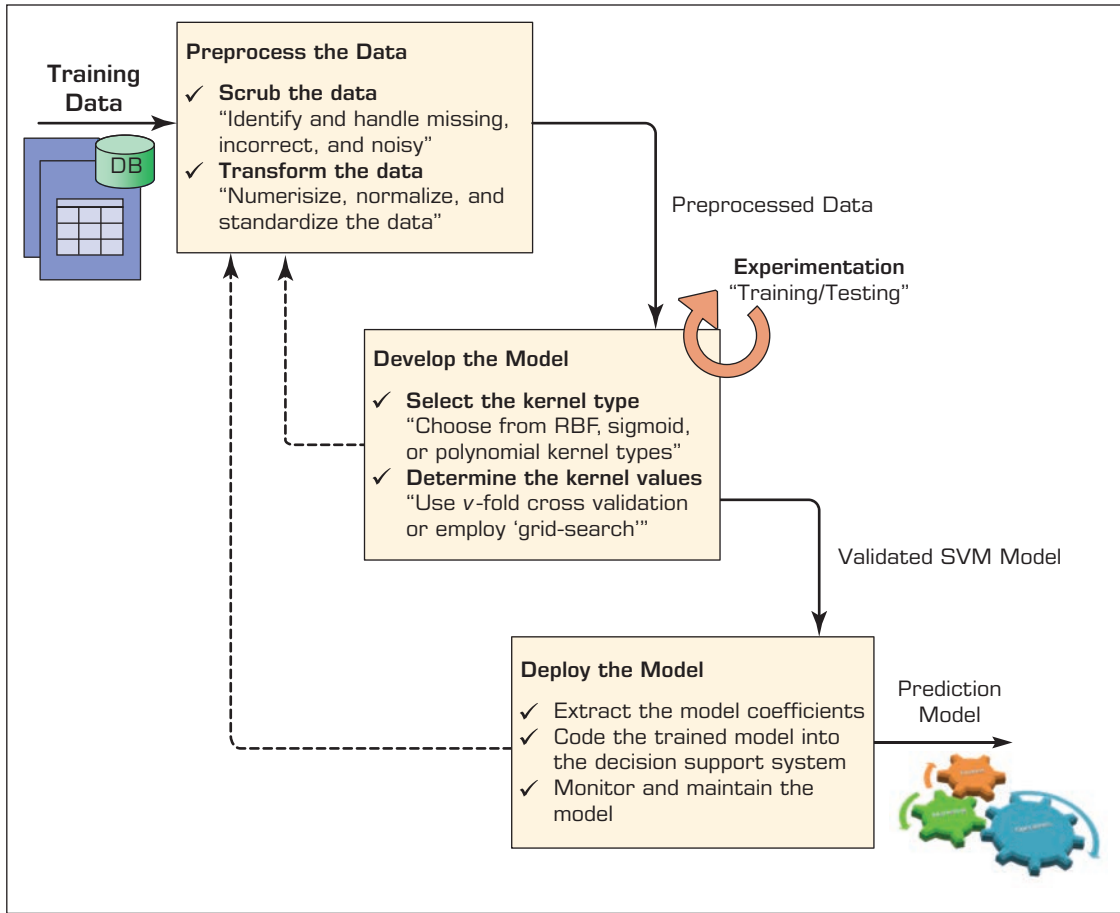 Training
Data
DB
Preprocess the Data
✓ Scrub the data
“Identify and handle missing,
incorrect, and noisy”
✓ Transform the data
“Numerisize, normalize, and
standardize the data”
Preprocessed Data
Experimentation
“Training/Testing”
Develop the Model
✓ Select the kernel type
“Choose from RBF, sigmoid,
or polynomial kernel types”
✓ Determine the kernel values
“Use v-fold cross validation
or employ ‘grid-search’”
Validated SVM Model
Deploy the Model
✓ Extract the model coefficients
✓ Code the trained model into
the decision support system
✓ Monitor and maintain the
model
Prediction
Model